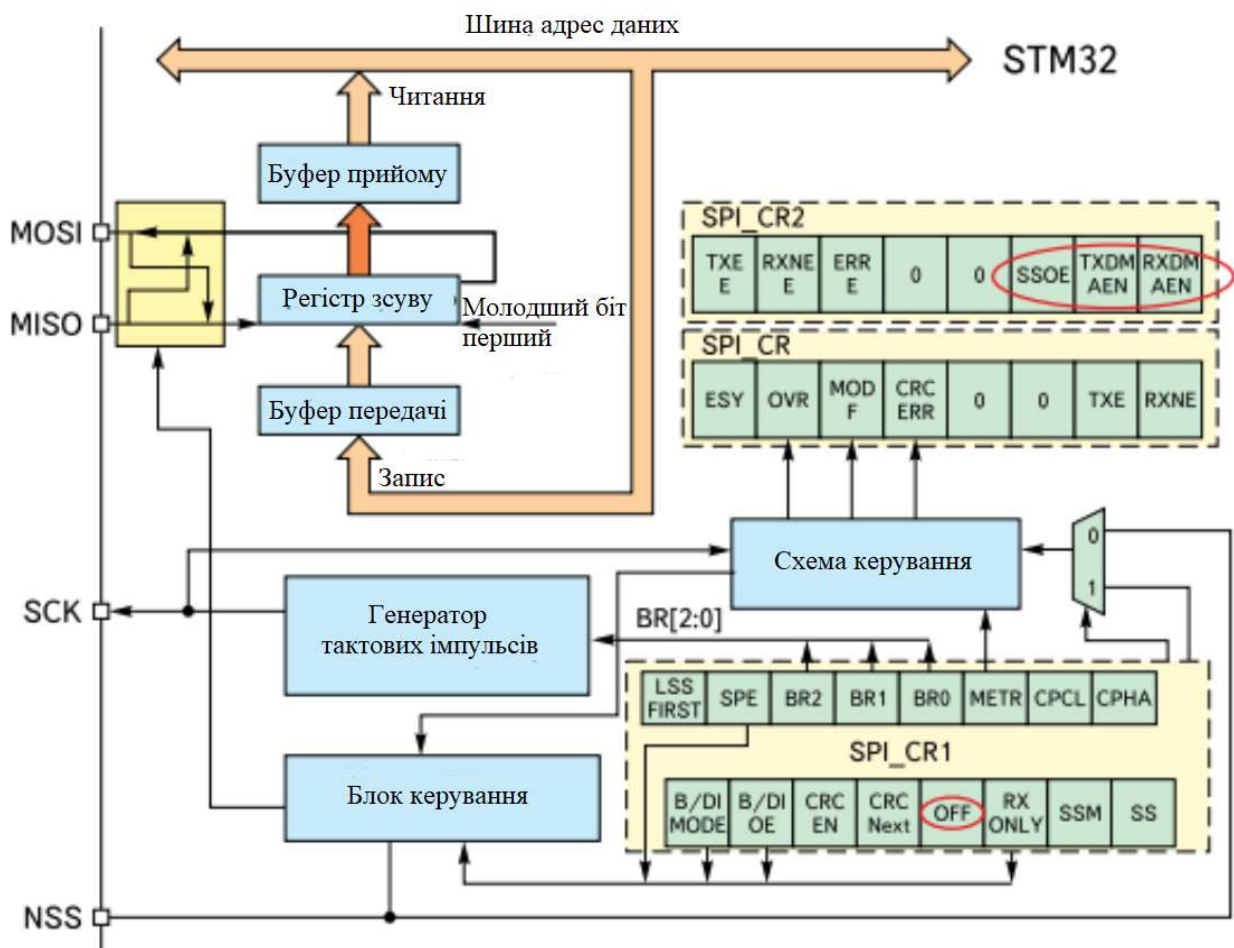 Шина адрес даних
STM32
Читання
Буфер прийому
MOSI
Регістр зсуву
MISO
Молодший біт
перший
Буфер передачі
Запис
SPI_CR2
TXE
E
RXNE
E
ERR
E
0
0
SSOE
TXDM
AEN
RXDM
AEN
SPI_CR
ESY
OVR
MOD
F
CRC
ERR
0
0
TXE
RXNE
Схема керування
0
1
SCK
Генератор
тактових імпульсів
BR[2:0]
LSS
FIRST
SPE
BR2
BR1
BR0
METR
CPCL
CPHA
SPI_CR1
Блок керування
B/DI
MODE
B/DI
OE
CRC
EN
CRC
Next
OFF
RX
ONLY
SSM
SS
NSS